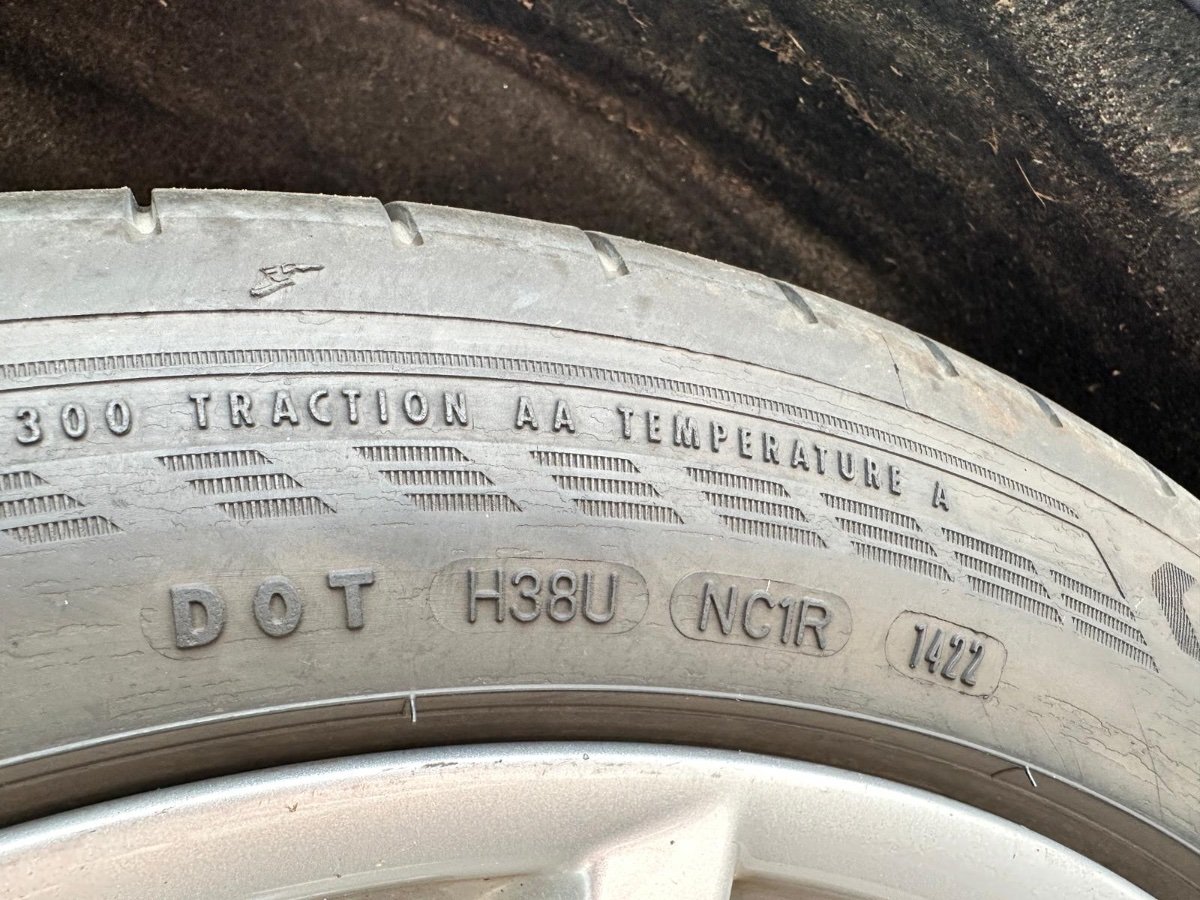 300 TRACTION AA TEMPERATURE A
DOT H38U NC1R 1422